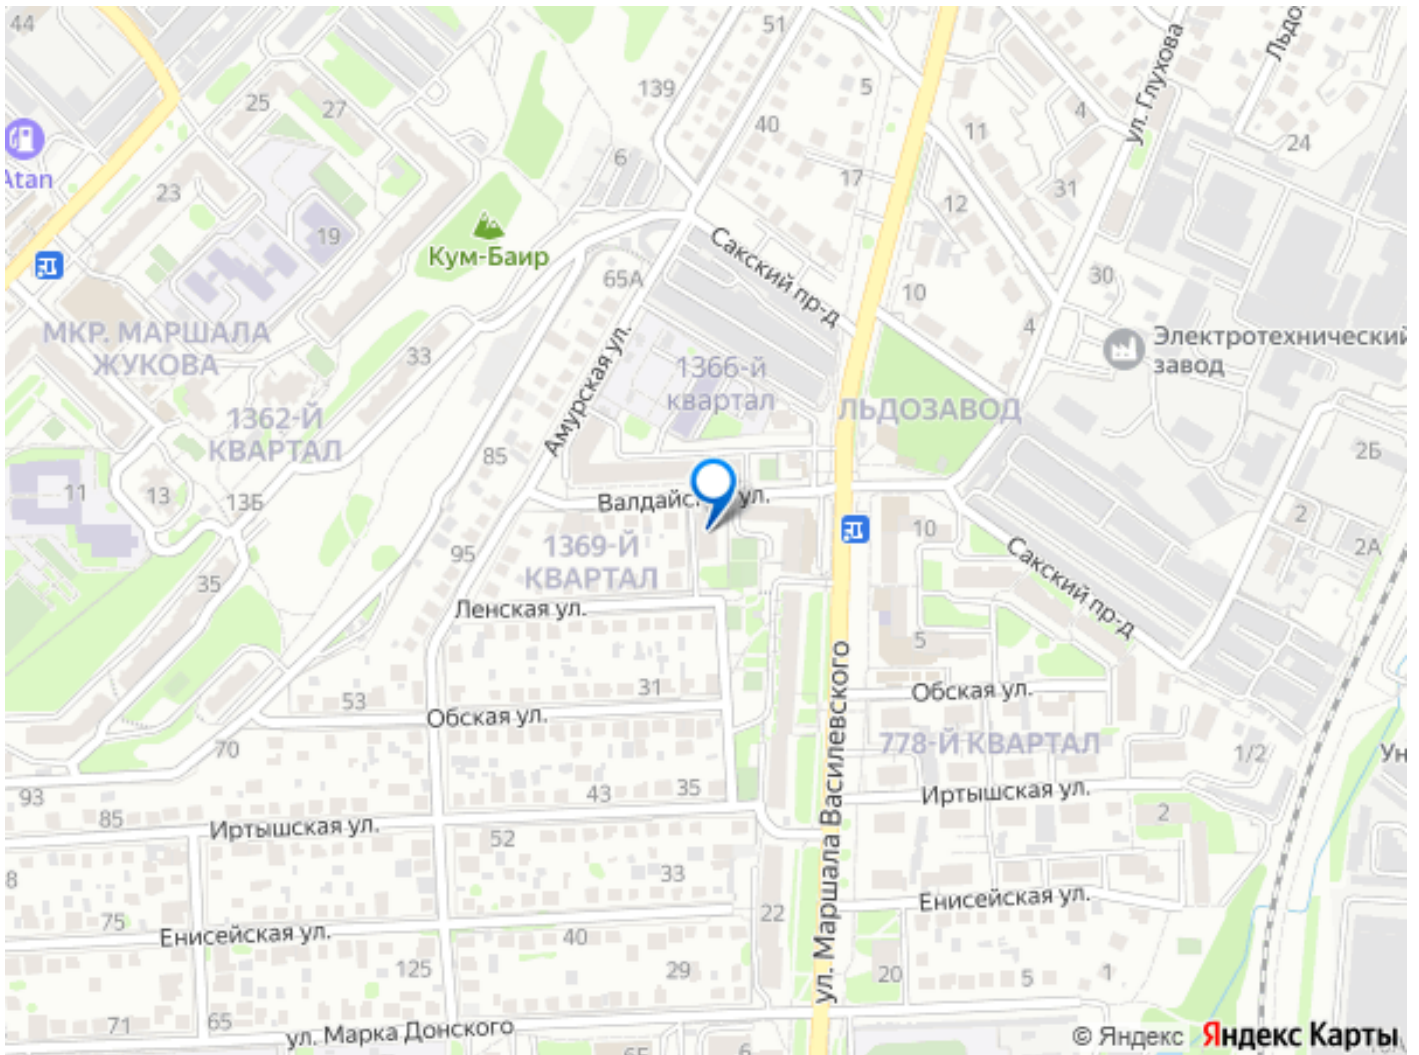 44
51
Льдо
139
5
ул. Глухова
25
27
4
40
11
24
Atan
6
17
31
23
12
19
Кум-Баир
Сакский пр-д
65А
30
10
4
МКР. МАРШАЛА
ЖУКОВА
33
Электротехнический
завод
Амурская ул.
1366-й
квартал
ЛЬДОЗАВОД
1362-Й
КВАРТАЛ
85
2Б
11
13
13Б
Валдайс
ул.
2
10
2А
1369-Й
КВАРТАЛ
95
Сакский пр-д
35
Ленская ул.
5
31
Обская ул.
53
Обская ул.
ул. Маршала Василевского
778-Й КВАРТАЛ
70
1/2
Ун
93
43
35
Иртышская ул.
85
Иртышская ул.
2
52
8
33
Енисейская ул.
75
22
Енисейская ул.
40
125
29
20
5
1
71
65
ул. Марка Донского
6
© Яндекс Яндекс Карты